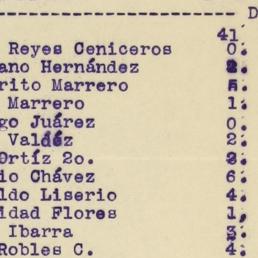 D
41
Reyes Ceniceros 0.
ano Hernández 2.
rito Marrero 5.
Marrero 1.
go Juárez 0.
Valdéz 2.
Ortíz 2o. 2.
io Chávez 6.
ldo Liserio 4.
idad Flores 1,
Ibarra 3.
Robles C. 4.